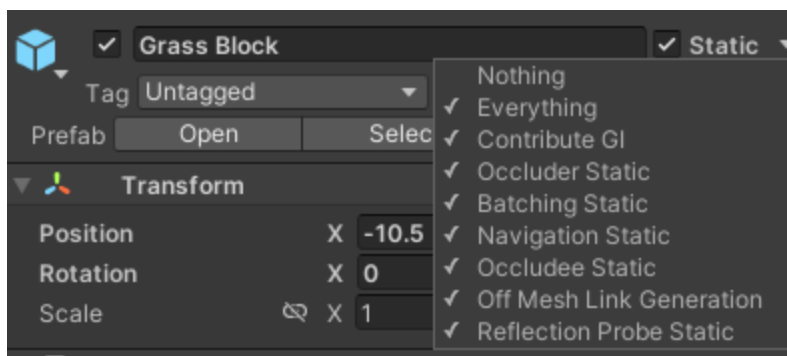 Grass Block Static
Nothing
Tag Untagged
Everything
Prefab Open
Contribute GI
Occluder Static
Transform
Batching Static
Position X -10.5
Navigation Static
Rotation X 0
Occludee Static
Scale X 1
Off Mesh Link Generation
Reflection Probe Static